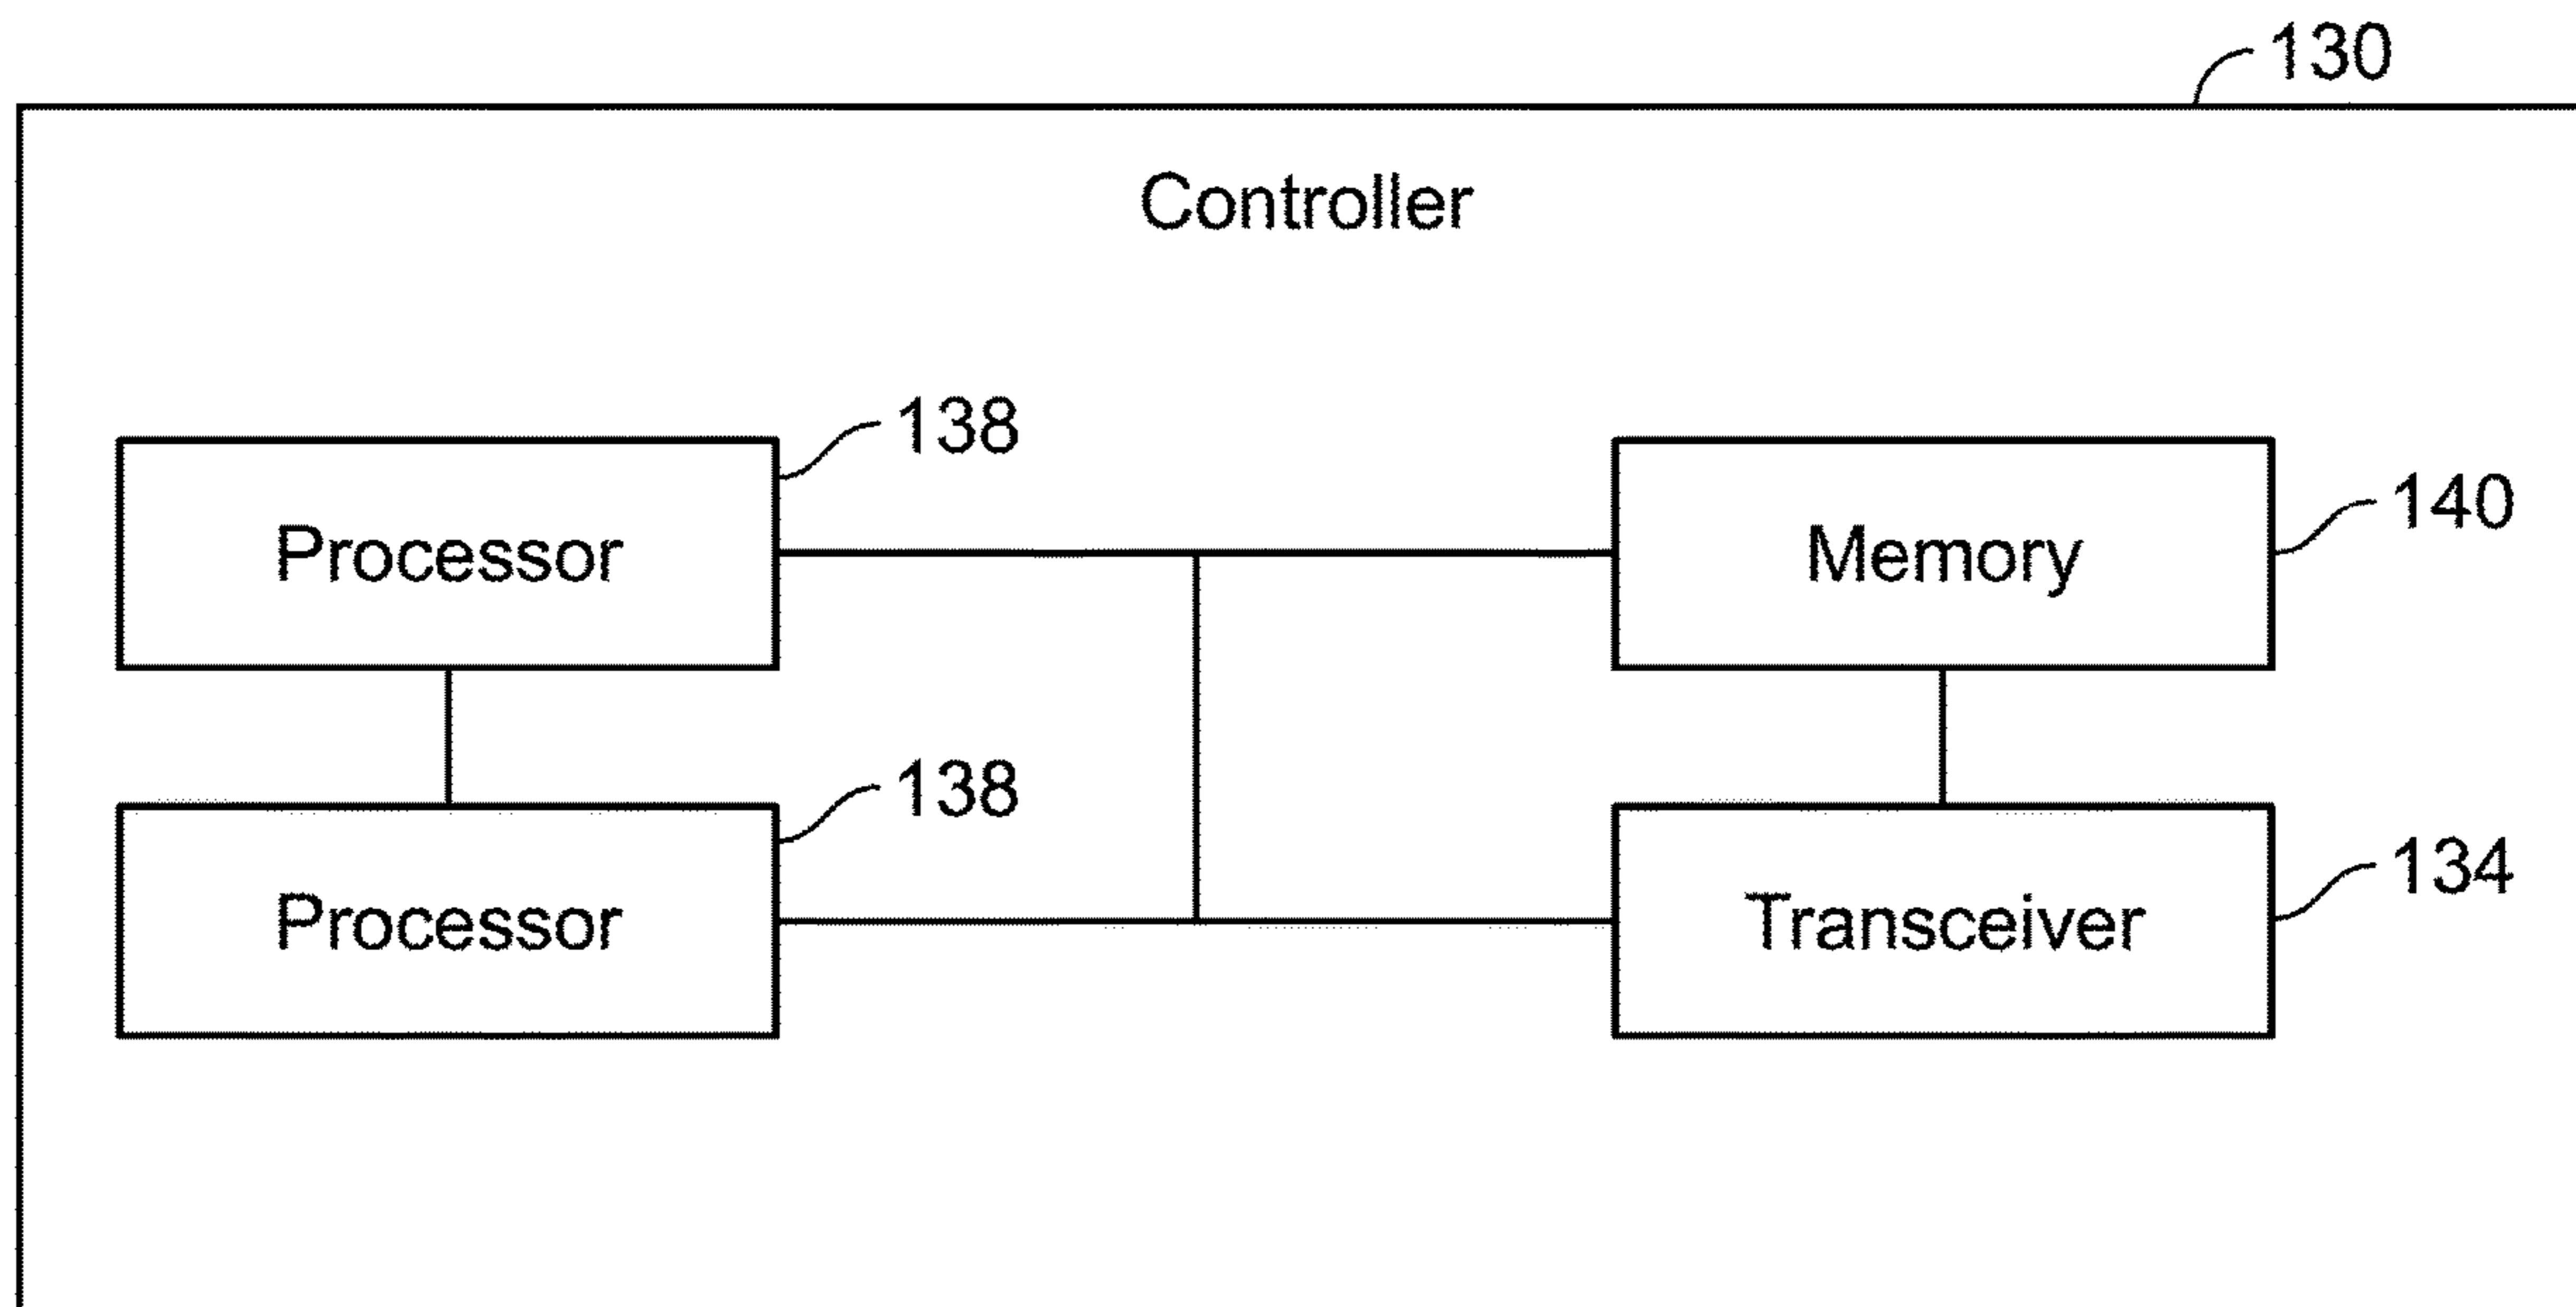 130
Controller
138
Processor
Memory
140
138
Processor
Transceiver
134